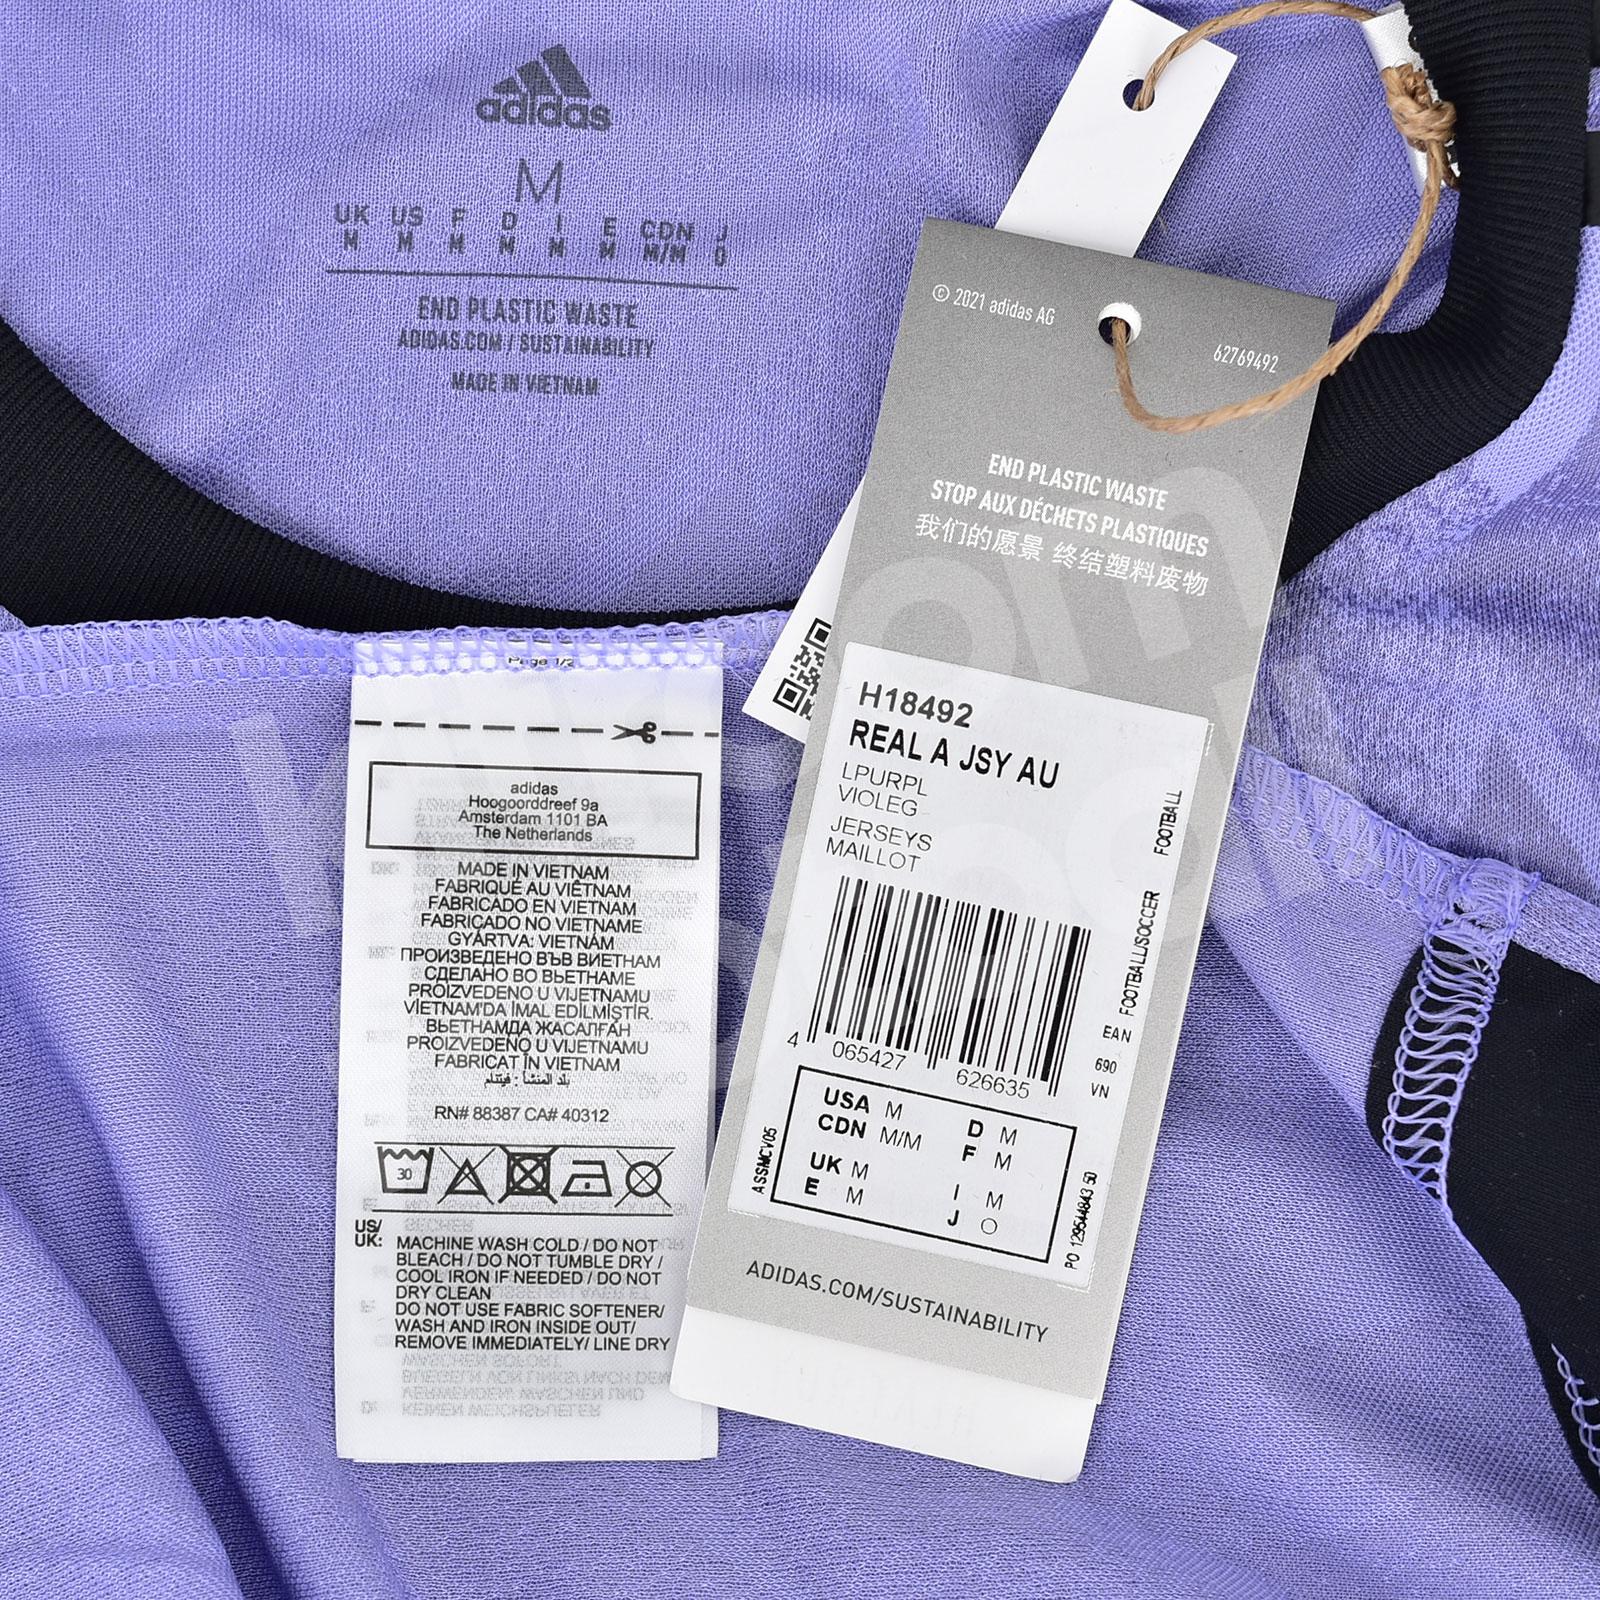 adidas
M
UK US F D I E CDN J
M M M M M M M/M O
END PLASTIC WASTE
ADIDAS.COM / SUSTAINABILITY
MADE IN VIETNAM
© 2021 adidas AG
62769492
END PLASTIC WASTE
STOP AUX DÉCHETS PLASTIQUES
我们的愿景 终结塑料废物
H18492
REAL A JSY AU
LPURPL
VIOLEG
JERSEYS
MAILLOT
FOOTBALL
FOOTBALL/SOCCER
EAN
690
VN
4 065427 626635
USA M D M
CDN M/M F M
UK M I M
E M J O
ASSMCV05
ADIDAS.COM/SUSTAINABILITY
Page 1/2
adidas
Hoogoorddreef 9a
Amsterdam 1101 BA
The Netherlands
MADE IN VIETNAM
FABRIQUÉ AU VIÊTNAM
FABRICADO EN VIETNAM
FABRICADO NO VIETNAME
GYÁRTVA: VIETNÁM
ПРОИЗВЕДЕНО ВЪВ ВИЕТНАМ
СДЕЛАНО ВО ВЬЕТНАМЕ
PROIZVEDENO U VIJETNAMU
VİETNAM'DA İMAL EDİLMİŞTİR.
ВЬЕТНАМДА ЖАСАЛҒАН
PROIZVEDENO U VIJETNAMU
FABRICAT ÎN VIETNAM
بلد المنشأ : فيتنام
RN# 88387 CA# 40312
30
US/
UK:
MACHINE WASH COLD / DO NOT
BLEACH / DO NOT TUMBLE DRY /
COOL IRON IF NEEDED / DO NOT
DRY CLEAN
DO NOT USE FABRIC SOFTENER/
WASH AND IRON INSIDE OUT/
REMOVE IMMEDIATELY/ LINE DRY